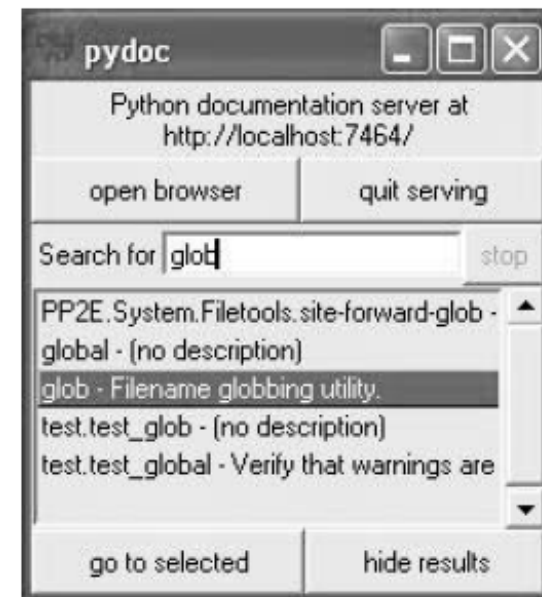 pydoc
Python documentation server at
http://localhost:7464/
open browser quit serving
Search for glob stop
PP2E.System.Filetools.site-forward-glob -
global - (no description)
glob - Filename globbing utility.
test.test_glob - (no description)
test.test_global - Verify that warnings are
go to selected hide results